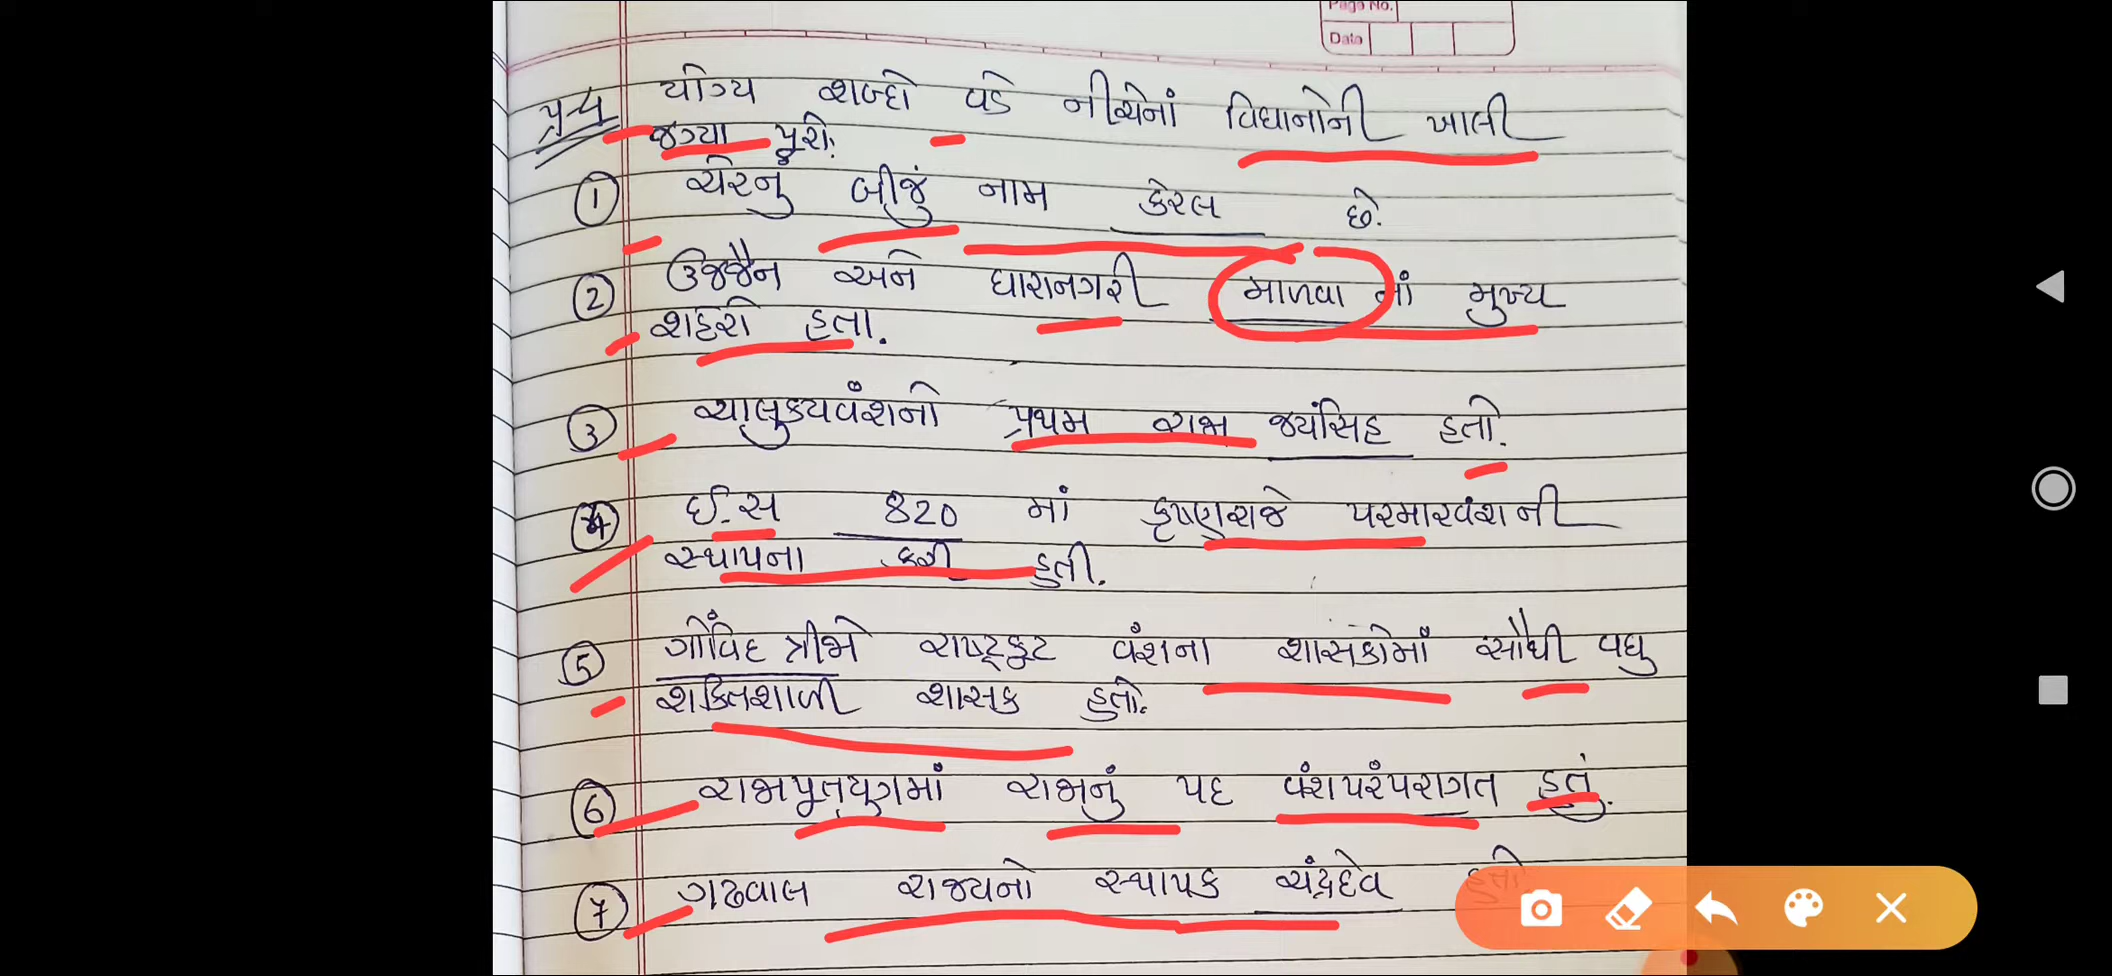 Page No.
Date
પ્ર-૫ યોગ્ય શબ્દો વડે નીચેનાં વિધાનોની ખાલી
જગ્યા પૂરો:
① ચેરનું બીજું નામ કેરલ છે.
② ઉજ્જૈન અને ધારાનગરી માળવા નાં મુખ્ય
શહેરો હતા.
③ ચાલુક્યવંશનો પ્રથમ રાજા જયસિંહ હતો.
④ ઈ.સ 820 માં કૃષ્ણરાજે પરમારવંશની
સ્થાપના કરી હતી.
⑤ ગોવિંદ ત્રીજો રાષ્ટ્રકુટ વંશના શાસકોમાં સૌથી વધુ
શક્તિશાળી શાસક હતો.
⑥ રાજપૂતયુગમાં રાજાનું પદ વંશપરંપરાગત હતું.
⑦ ગઢવાલ રાજ્યનો સ્થાપક ચંદ્રદેવ હતો